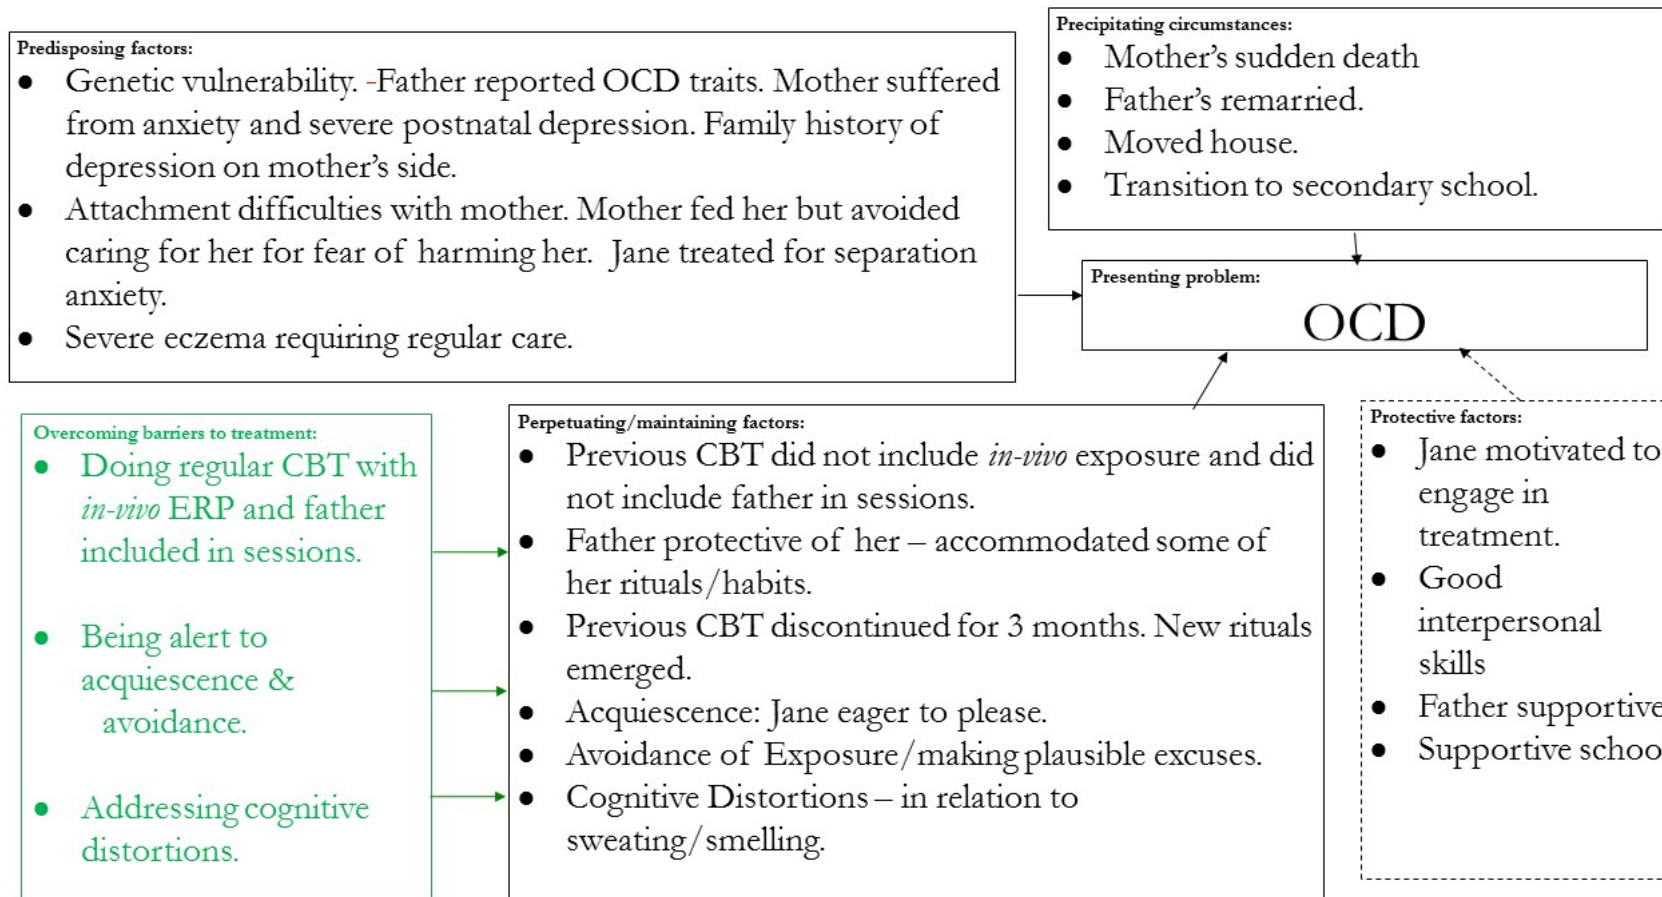 Predisposing factors:
● Genetic vulnerability. -Father reported OCD traits. Mother suffered
from anxiety and severe postnatal depression. Family history of
depression on mother's side.
● Attachment difficulties with mother. Mother fed her but avoided
caring for her for fear of harming her. Jane treated for separation
anxiety.
● Severe eczema requiring regular care.
Precipitating circumstances:
● Mother's sudden death
● Father's remarried.
● Moved house.
● Transition to secondary school.
Presenting problem:
OCD
Overcoming barriers to treatment:
● Doing regular CBT with
in-vivo ERP and father
included in sessions.
● Being alert to
acquiescence &
avoidance.
● Addressing cognitive
distortions.
Perpetuating/maintaining factors:
● Previous CBT did not include in-vivo exposure and did
not include father in sessions.
● Father protective of her – accommodated some of
her rituals/habits.
● Previous CBT discontinued for 3 months. New rituals
emerged.
● Acquiescence: Jane eager to please.
● Avoidance of Exposure/making plausible excuses.
● Cognitive Distortions – in relation to
sweating/smelling.
Protective factors:
● Jane motivated to
engage in
treatment.
● Good
interpersonal
skills
● Father supportive
● Supportive schoo